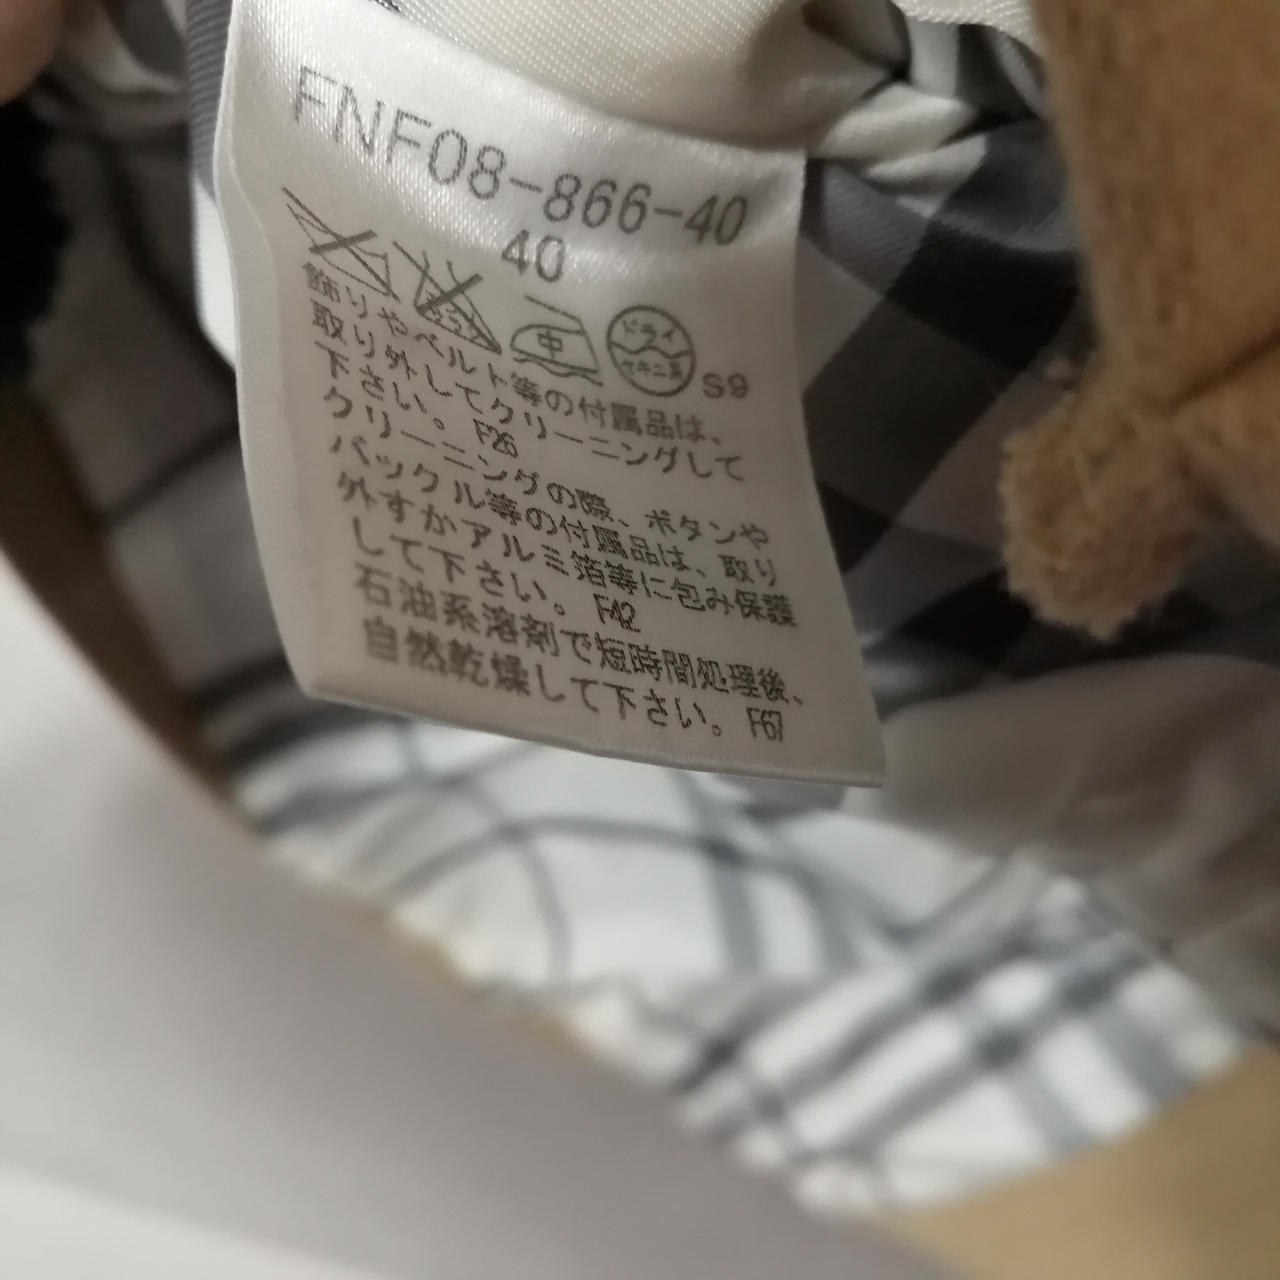 FNF08-866-40
40
中 ドライ セキユ系 S9
飾りやベルト等の付属品は、
取り外してクリーニングして
下さい。 F26
クリーニングの際、ボタンや
バックル等の付属品は、取り
外すかアルミ箔等に包み保護
して下さい。 F42
石油系溶剤で短時間処理後、
自然乾燥して下さい。 F67